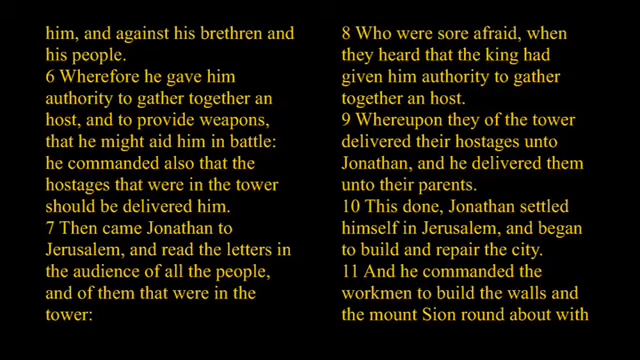 him, and against his brethren and
his people.
6 Wherefore he gave him
authority to gather together an
host, and to provide weapons,
that he might aid him in battle:
he commanded also that the
hostages that were in the tower
should be delivered him.
7 Then came Jonathan to
Jerusalem, and read the letters in
the audience of all the people,
and of them that were in the
tower:
8 Who were sore afraid, when
they heard that the king had
given him authority to gather
together an host.
9 Whereupon they of the tower
delivered their hostages unto
Jonathan, and he delivered them
unto their parents.
10 This done, Jonathan settled
himself in Jerusalem, and began
to build and repair the city.
11 And he commanded the
workmen to build the walls and
the mount Sion round about with